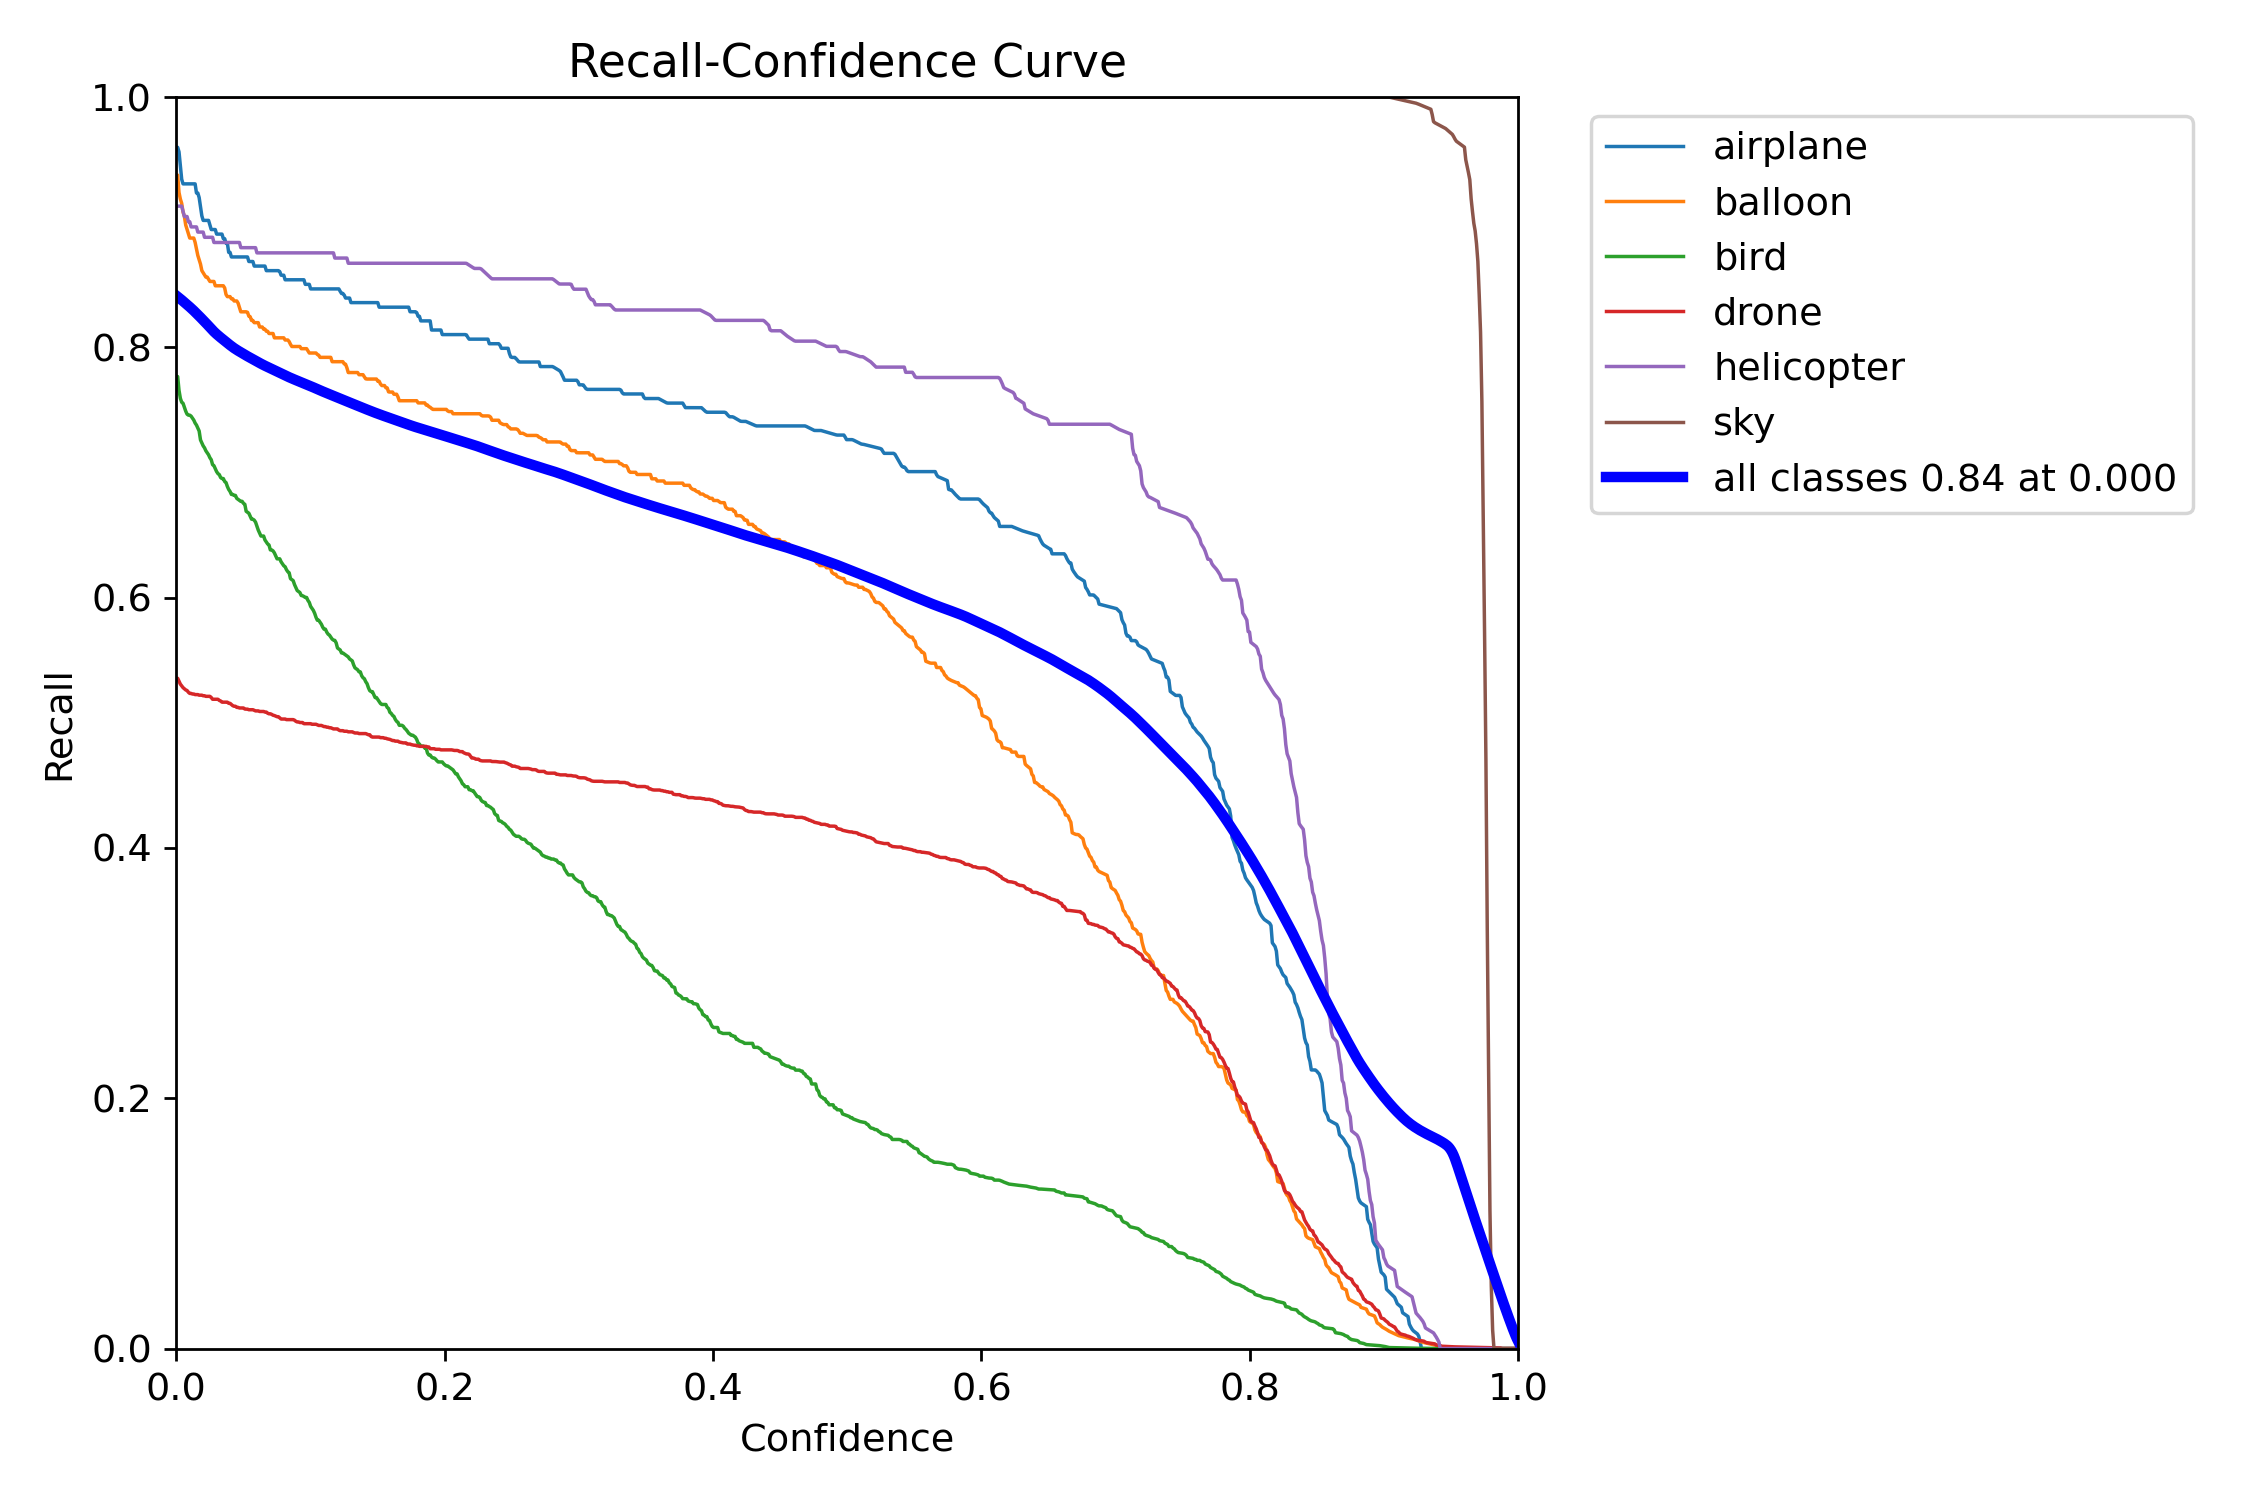 Recall-Confidence Curve
1.0
0.8
0.6
0.4
0.2
0.0
Recall
0.0 0.2 0.4 0.6 0.8 1.0
Confidence
airplane
balloon
bird
drone
helicopter
sky
all classes 0.84 at 0.000